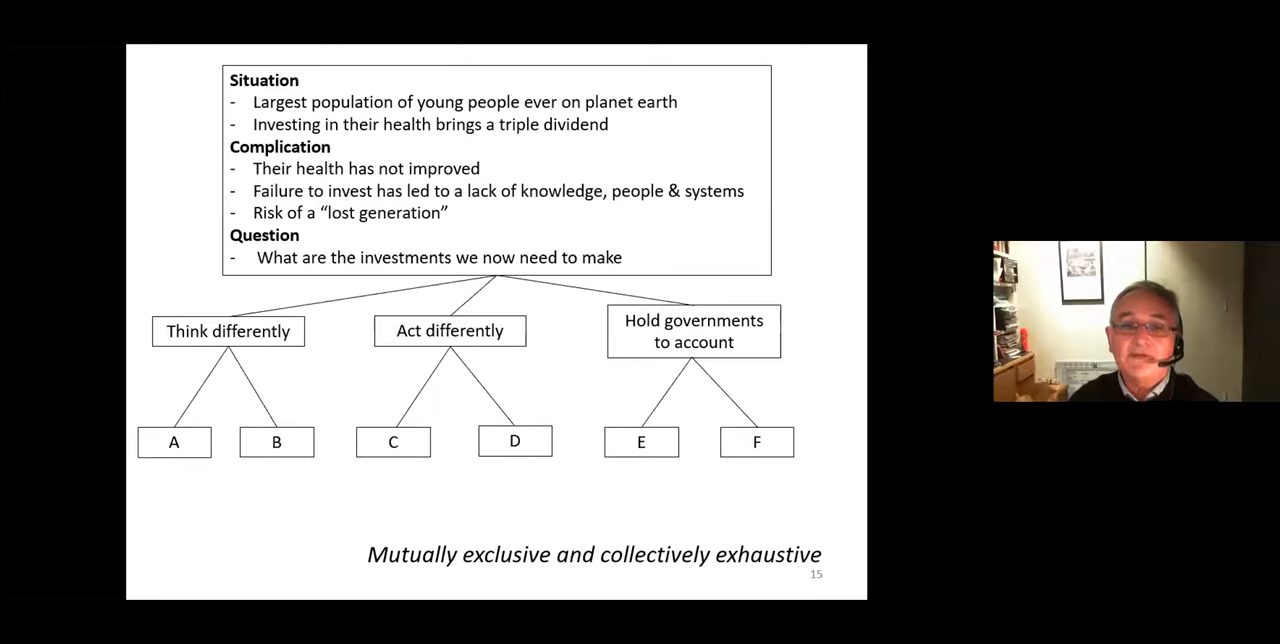 Situation
- Largest population of young people ever on planet earth
- Investing in their health brings a triple dividend
Complication
- Their health has not improved
- Failure to invest has led to a lack of knowledge, people & systems
- Risk of a “lost generation”
Question
- What are the investments we now need to make
Think differently
Act differently
Hold governments
to account
A
B
C
D
E
F
Mutually exclusive and collectively exhaustive
15